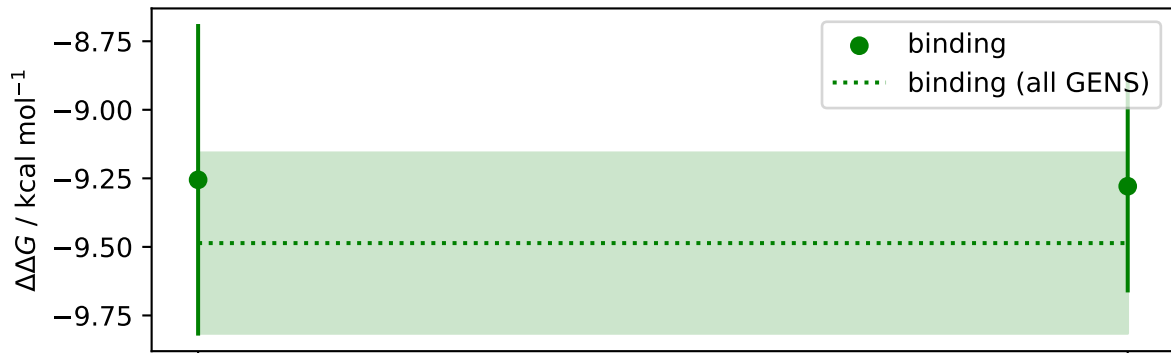 −8.75
−9.00
−9.25
−9.50
−9.75
ΔΔG / kcal mol⁻¹
binding
binding (all GENS)